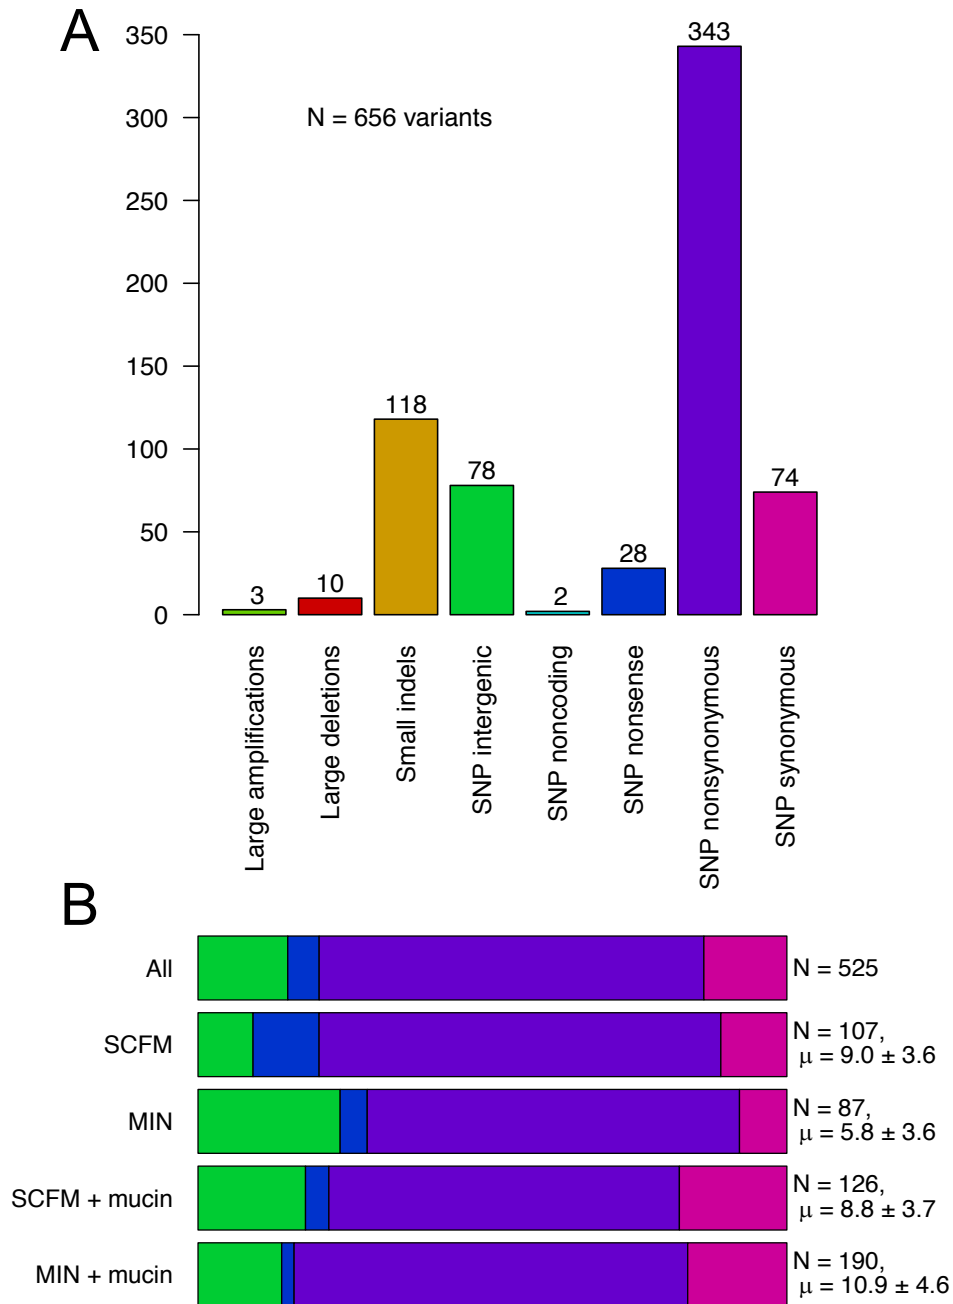 A
350
300
250
200
150
100
50
0
N = 656 variants
3
10
118
78
2
28
343
74
Large amplifications
Large deletions
Small indels
SNP intergenic
SNP noncoding
SNP nonsense
SNP nonsynonymous
SNP synonymous
B
All
N = 525
SCFM
N = 107,
μ = 9.0 ± 3.6
MIN
N = 87,
μ = 5.8 ± 3.6
SCFM + mucin
N = 126,
μ = 8.8 ± 3.7
MIN + mucin
N = 190,
μ = 10.9 ± 4.6